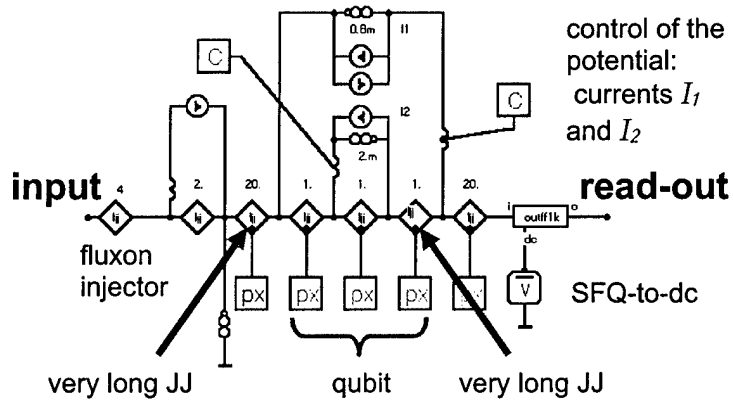 control of the
potential:
currents I1
and I2
0.8m
I1
C
I2
C
2.m
input
4
2.
20.
1.
1.
1.
20.
read-out
i
outff1k
o
dc
fluxon
injector
px
px
px
px
px
V
SFQ-to-dc
very long JJ
qubit
very long JJ